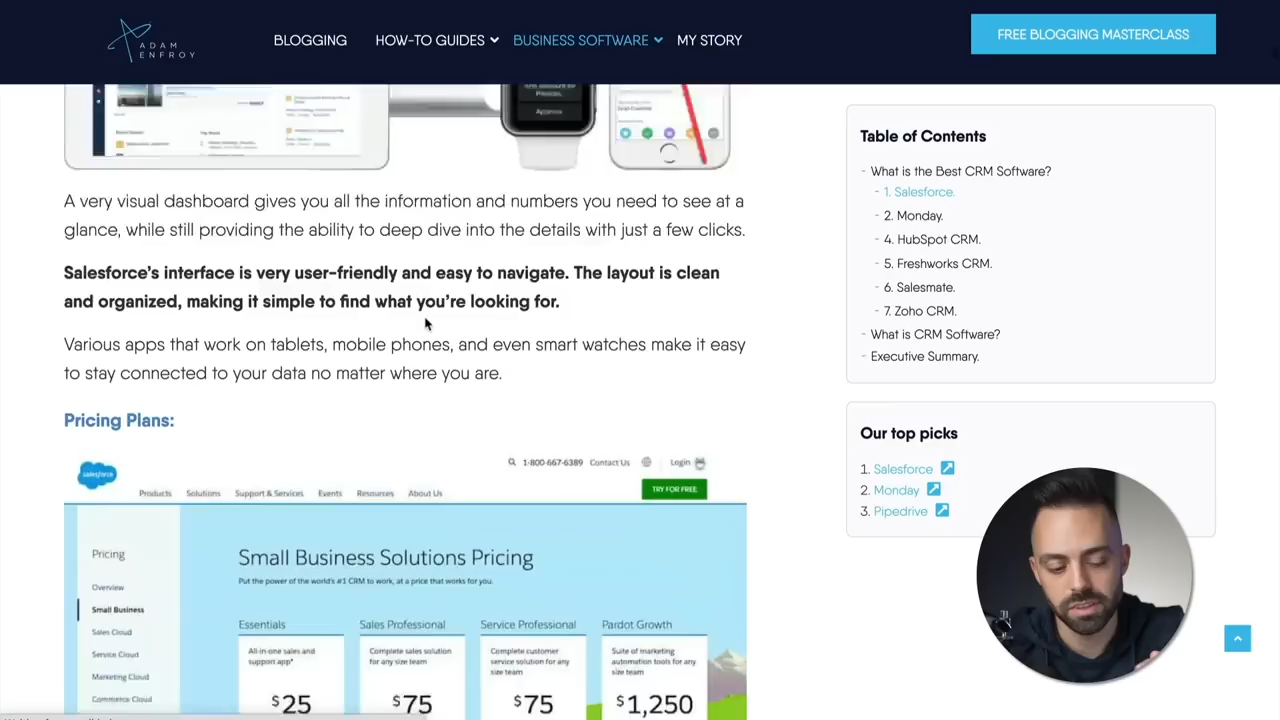 ADAM
ENFROY
BLOGGING
HOW-TO GUIDES
BUSINESS SOFTWARE
MY STORY
FREE BLOGGING MASTERCLASS
Approve
A very visual dashboard gives you all the information and numbers you need to see at a
glance, while still providing the ability to deep dive into the details with just a few clicks.
Salesforce's interface is very user-friendly and easy to navigate. The layout is clean
and organized, making it simple to find what you're looking for.
Various apps that work on tablets, mobile phones, and even smart watches make it easy
to stay connected to your data no matter where you are.
Pricing Plans:
salesforce
1-800-667-6389 Contact Us Login
Products Solutions Support & Services Events Resources About Us
TRY FOR FREE
Pricing
Overview
Small Business
Sales Cloud
Service Cloud
Marketing Cloud
Commerce Cloud
Small Business Solutions Pricing
Put the power of the world's #1 CRM to work, at a price that works for you.
Essentials
All-in-one sales and
support app*
$25
Sales Professional
Complete sales solution
for any size team
$75
Service Professional
Complete customer
service solution for any
size team
$75
Pardot Growth
Suite of marketing
automation tools for any
size team
$1,250
Table of Contents
- What is the Best CRM Software?
- 1. Salesforce.
- 2. Monday.
- 4. HubSpot CRM.
- 5. Freshworks CRM.
- 6. Salesmate.
- 7. Zoho CRM.
- What is CRM Software?
- Executive Summary.
Our top picks
1. Salesforce
2. Monday
3. Pipedrive